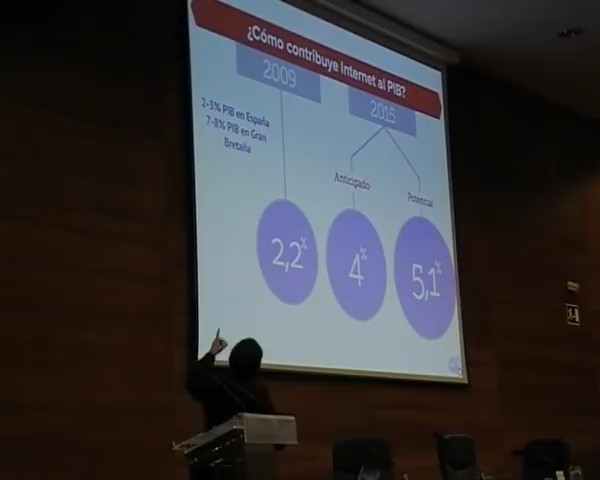 ¿Cómo contribuye Internet al PIB?
2009
2015
2-3% PIB en España
7-8% PIB en Gran
Bretaña
Anticipado
Potencial
2,2%
4%
5,1%